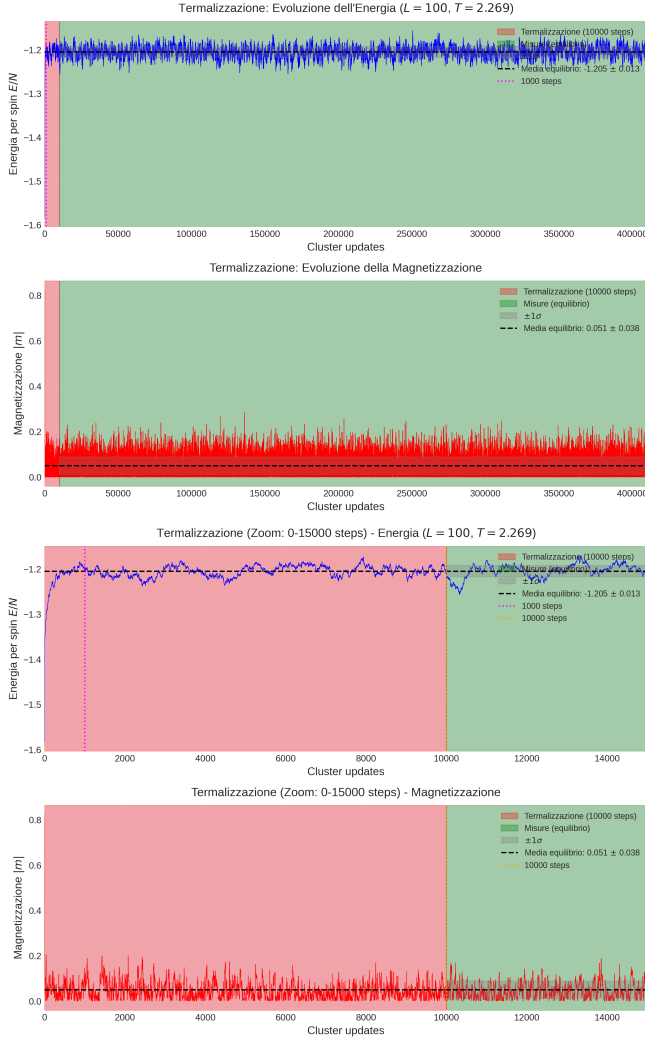 Termalizzazione: Evoluzione dell'Energia (L = 100, T = 2.269)
Energia per spin E/N
−1.2
−1.3
−1.4
−1.5
−1.6
Termalizzazione (10000 steps)
Misure (equilibrio)
±1σ
Media equilibrio: -1.205 ± 0.013
1000 steps
0 50000 100000 150000 200000 250000 300000 350000 400000
Cluster updates
Termalizzazione: Evoluzione della Magnetizzazione
Magnetizzazione |m|
0.8
0.6
0.4
0.2
0.0
Termalizzazione (10000 steps)
Misure (equilibrio)
±1σ
Media equilibrio: 0.051 ± 0.038
0 50000 100000 150000 200000 250000 300000 350000 400000
Cluster updates
Termalizzazione (Zoom: 0-15000 steps) - Energia (L = 100, T = 2.269)
Energia per spin E/N
−1.2
−1.3
−1.4
−1.5
−1.6
Termalizzazione (10000 steps)
Misure (equilibrio)
±1σ
Media equilibrio: -1.205 ± 0.013
1000 steps
10000 steps
0 2000 4000 6000 8000 10000 12000 14000
Cluster updates
Termalizzazione (Zoom: 0-15000 steps) - Magnetizzazione
Magnetizzazione |m|
0.8
0.6
0.4
0.2
0.0
Termalizzazione (10000 steps)
Misure (equilibrio)
±1σ
Media equilibrio: 0.051 ± 0.038
10000 steps
0 2000 4000 6000 8000 10000 12000 14000
Cluster updates